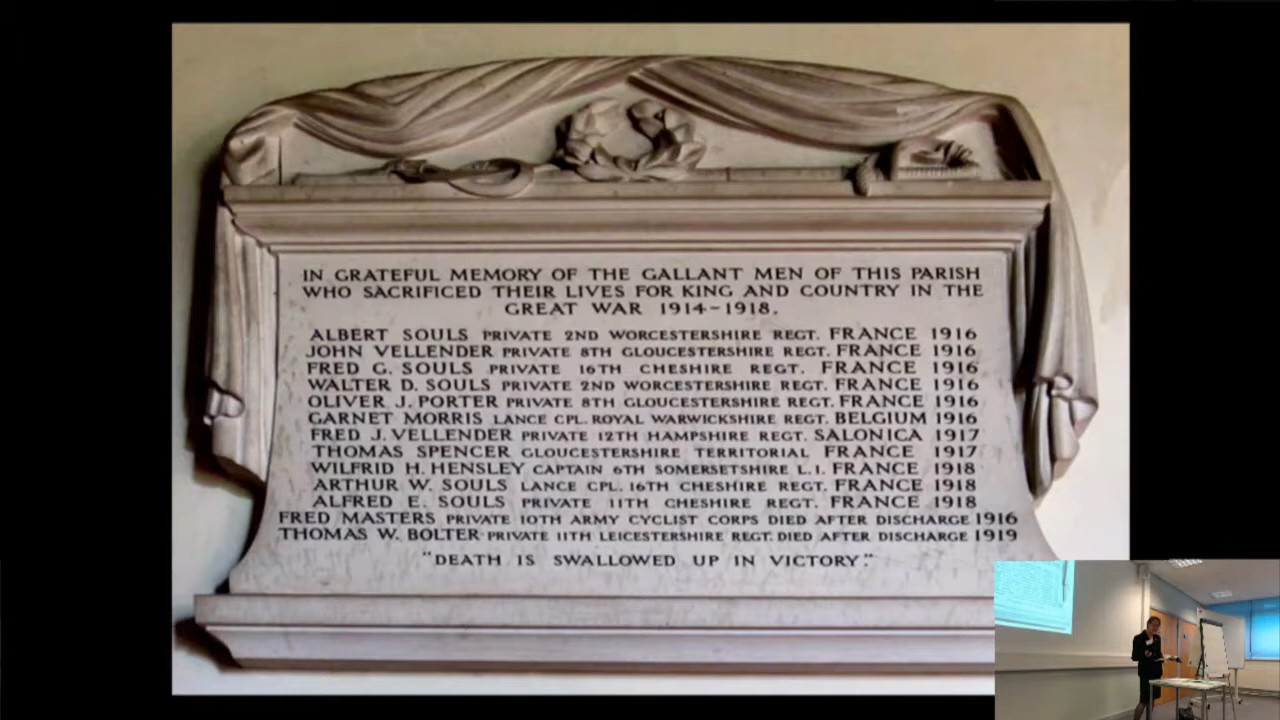 IN GRATEFUL MEMORY OF THE GALLANT MEN OF THIS PARISH
WHO SACRIFICED THEIR LIVES FOR KING AND COUNTRY IN THE
GREAT WAR 1914-1918.
ALBERT SOULS PRIVATE 2ND WORCESTERSHIRE REGT. FRANCE 1916
JOHN VELLENDER PRIVATE 8TH GLOUCESTERSHIRE REGT. FRANCE 1916
FRED G. SOULS PRIVATE 16TH CHESHIRE REGT. FRANCE 1916
WALTER D. SOULS PRIVATE 2ND WORCESTERSHIRE REGT. FRANCE 1916
OLIVER J. PORTER PRIVATE 8TH GLOUCESTERSHIRE REGT. FRANCE 1916
GARNET MORRIS LANCE CPL. ROYAL WARWICKSHIRE REGT. BELGIUM 1916
FRED J. VELLENDER PRIVATE 12TH HAMPSHIRE REGT. SALONICA 1917
THOMAS SPENCER GLOUCESTERSHIRE TERRITORIAL FRANCE 1917
WILFRID H. HENSLEY CAPTAIN 6TH SOMERSETSHIRE L.I. FRANCE 1918
ARTHUR W. SOULS LANCE CPL. 16TH CHESHIRE REGT. FRANCE 1918
ALFRED E. SOULS PRIVATE 11TH CHESHIRE REGT. FRANCE 1918
FRED MASTERS PRIVATE 10TH ARMY CYCLIST CORPS DIED AFTER DISCHARGE 1916
THOMAS W. BOLTER PRIVATE 11TH LEICESTERSHIRE REGT. DIED AFTER DISCHARGE 1919
"DEATH IS SWALLOWED UP IN VICTORY."